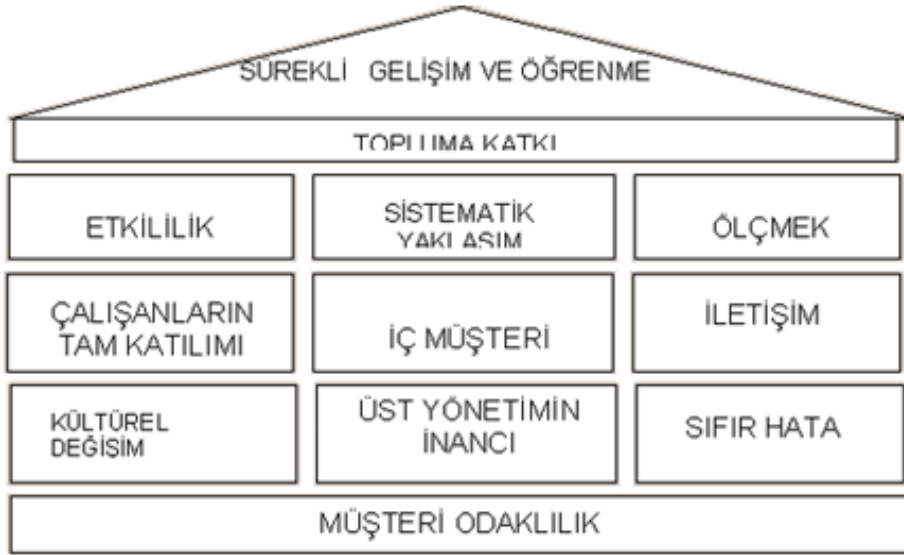 SÜREKLİ GELİŞİM VE ÖĞRENME
TOPLUMA KATKI
ETKİLİLİK
SİSTEMATİK
YAKLAŞIM
ÖLÇMEK
ÇALIŞANLARIN
TAM KATILIMI
İÇ MÜŞTERİ
İLETİŞİM
KÜLTÜREL
DEĞİŞİM
ÜST YÖNETİMİN
İNANCI
SIFIR HATA
MÜŞTERİ ODAKLILIK